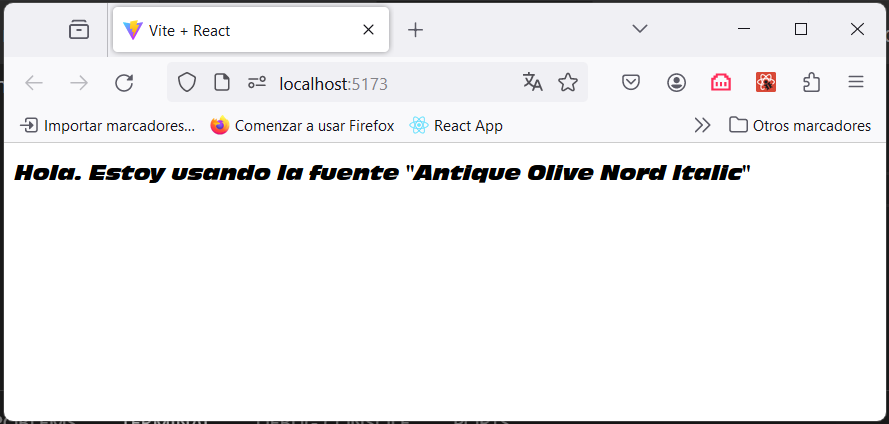 Vite + React
localhost:5173
Importar marcadores...
Comenzar a usar Firefox
React App
Otros marcadores
Hola. Estoy usando la fuente "Antique Olive Nord Italic"
TERMINAL